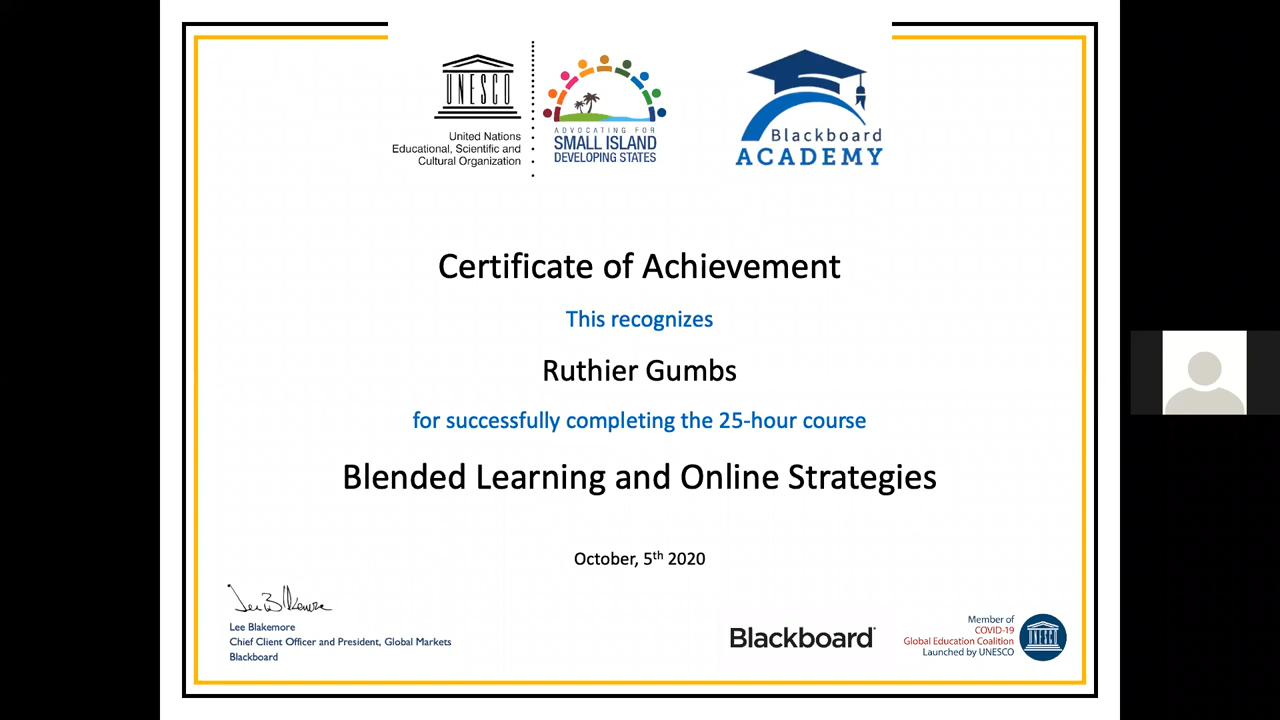 UNESCO
United Nations
Educational, Scientific and
Cultural Organization
ADVOCATING FOR
SMALL ISLAND
DEVELOPING STATES
Blackboard
ACADEMY
Certificate of Achievement
This recognizes
Ruthier Gumbs
for successfully completing the 25-hour course
Blended Learning and Online Strategies
October, 5th 2020
Lee Blakemore
Lee Blakemore
Chief Client Officer and President, Global Markets
Blackboard
Blackboard
Member of
COVID-19
Global Education Coalition
Launched by UNESCO
UNESCO